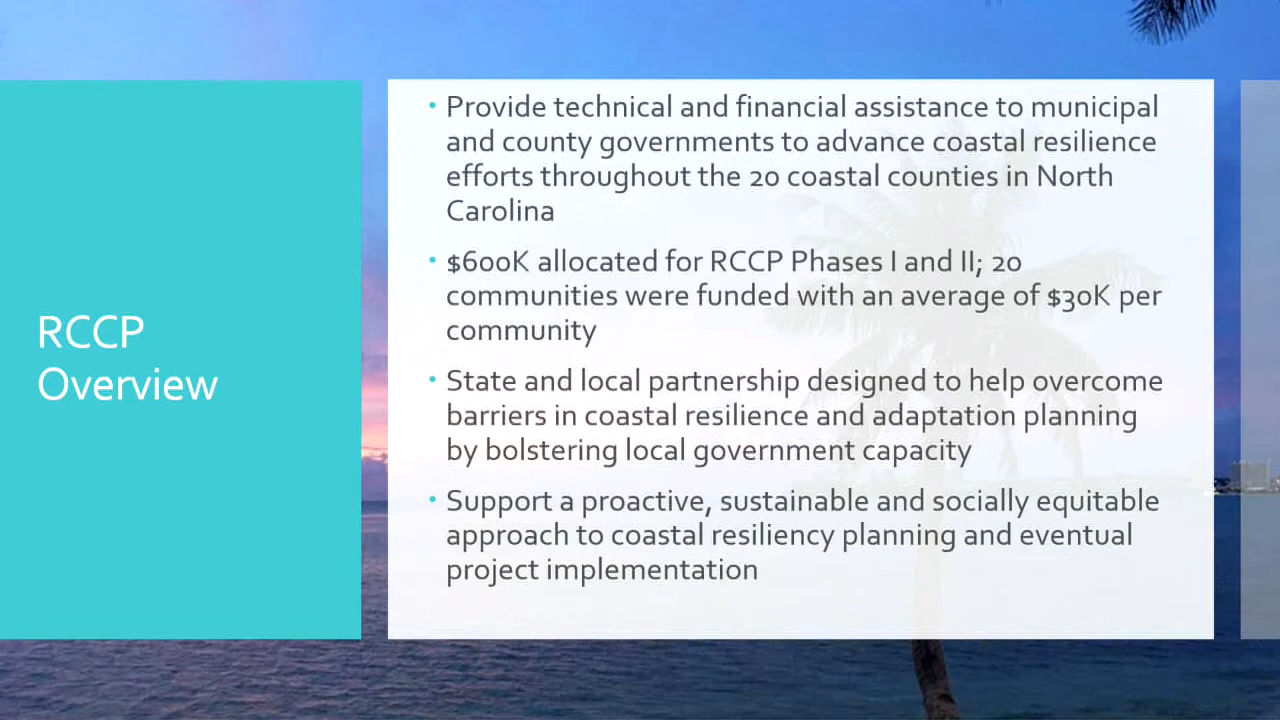 RCCP
Overview
• Provide technical and financial assistance to municipal
and county governments to advance coastal resilience
efforts throughout the 20 coastal counties in North
Carolina
• $600K allocated for RCCP Phases I and II; 20
communities were funded with an average of $30K per
community
• State and local partnership designed to help overcome
barriers in coastal resilience and adaptation planning
by bolstering local government capacity
• Support a proactive, sustainable and socially equitable
approach to coastal resiliency planning and eventual
project implementation